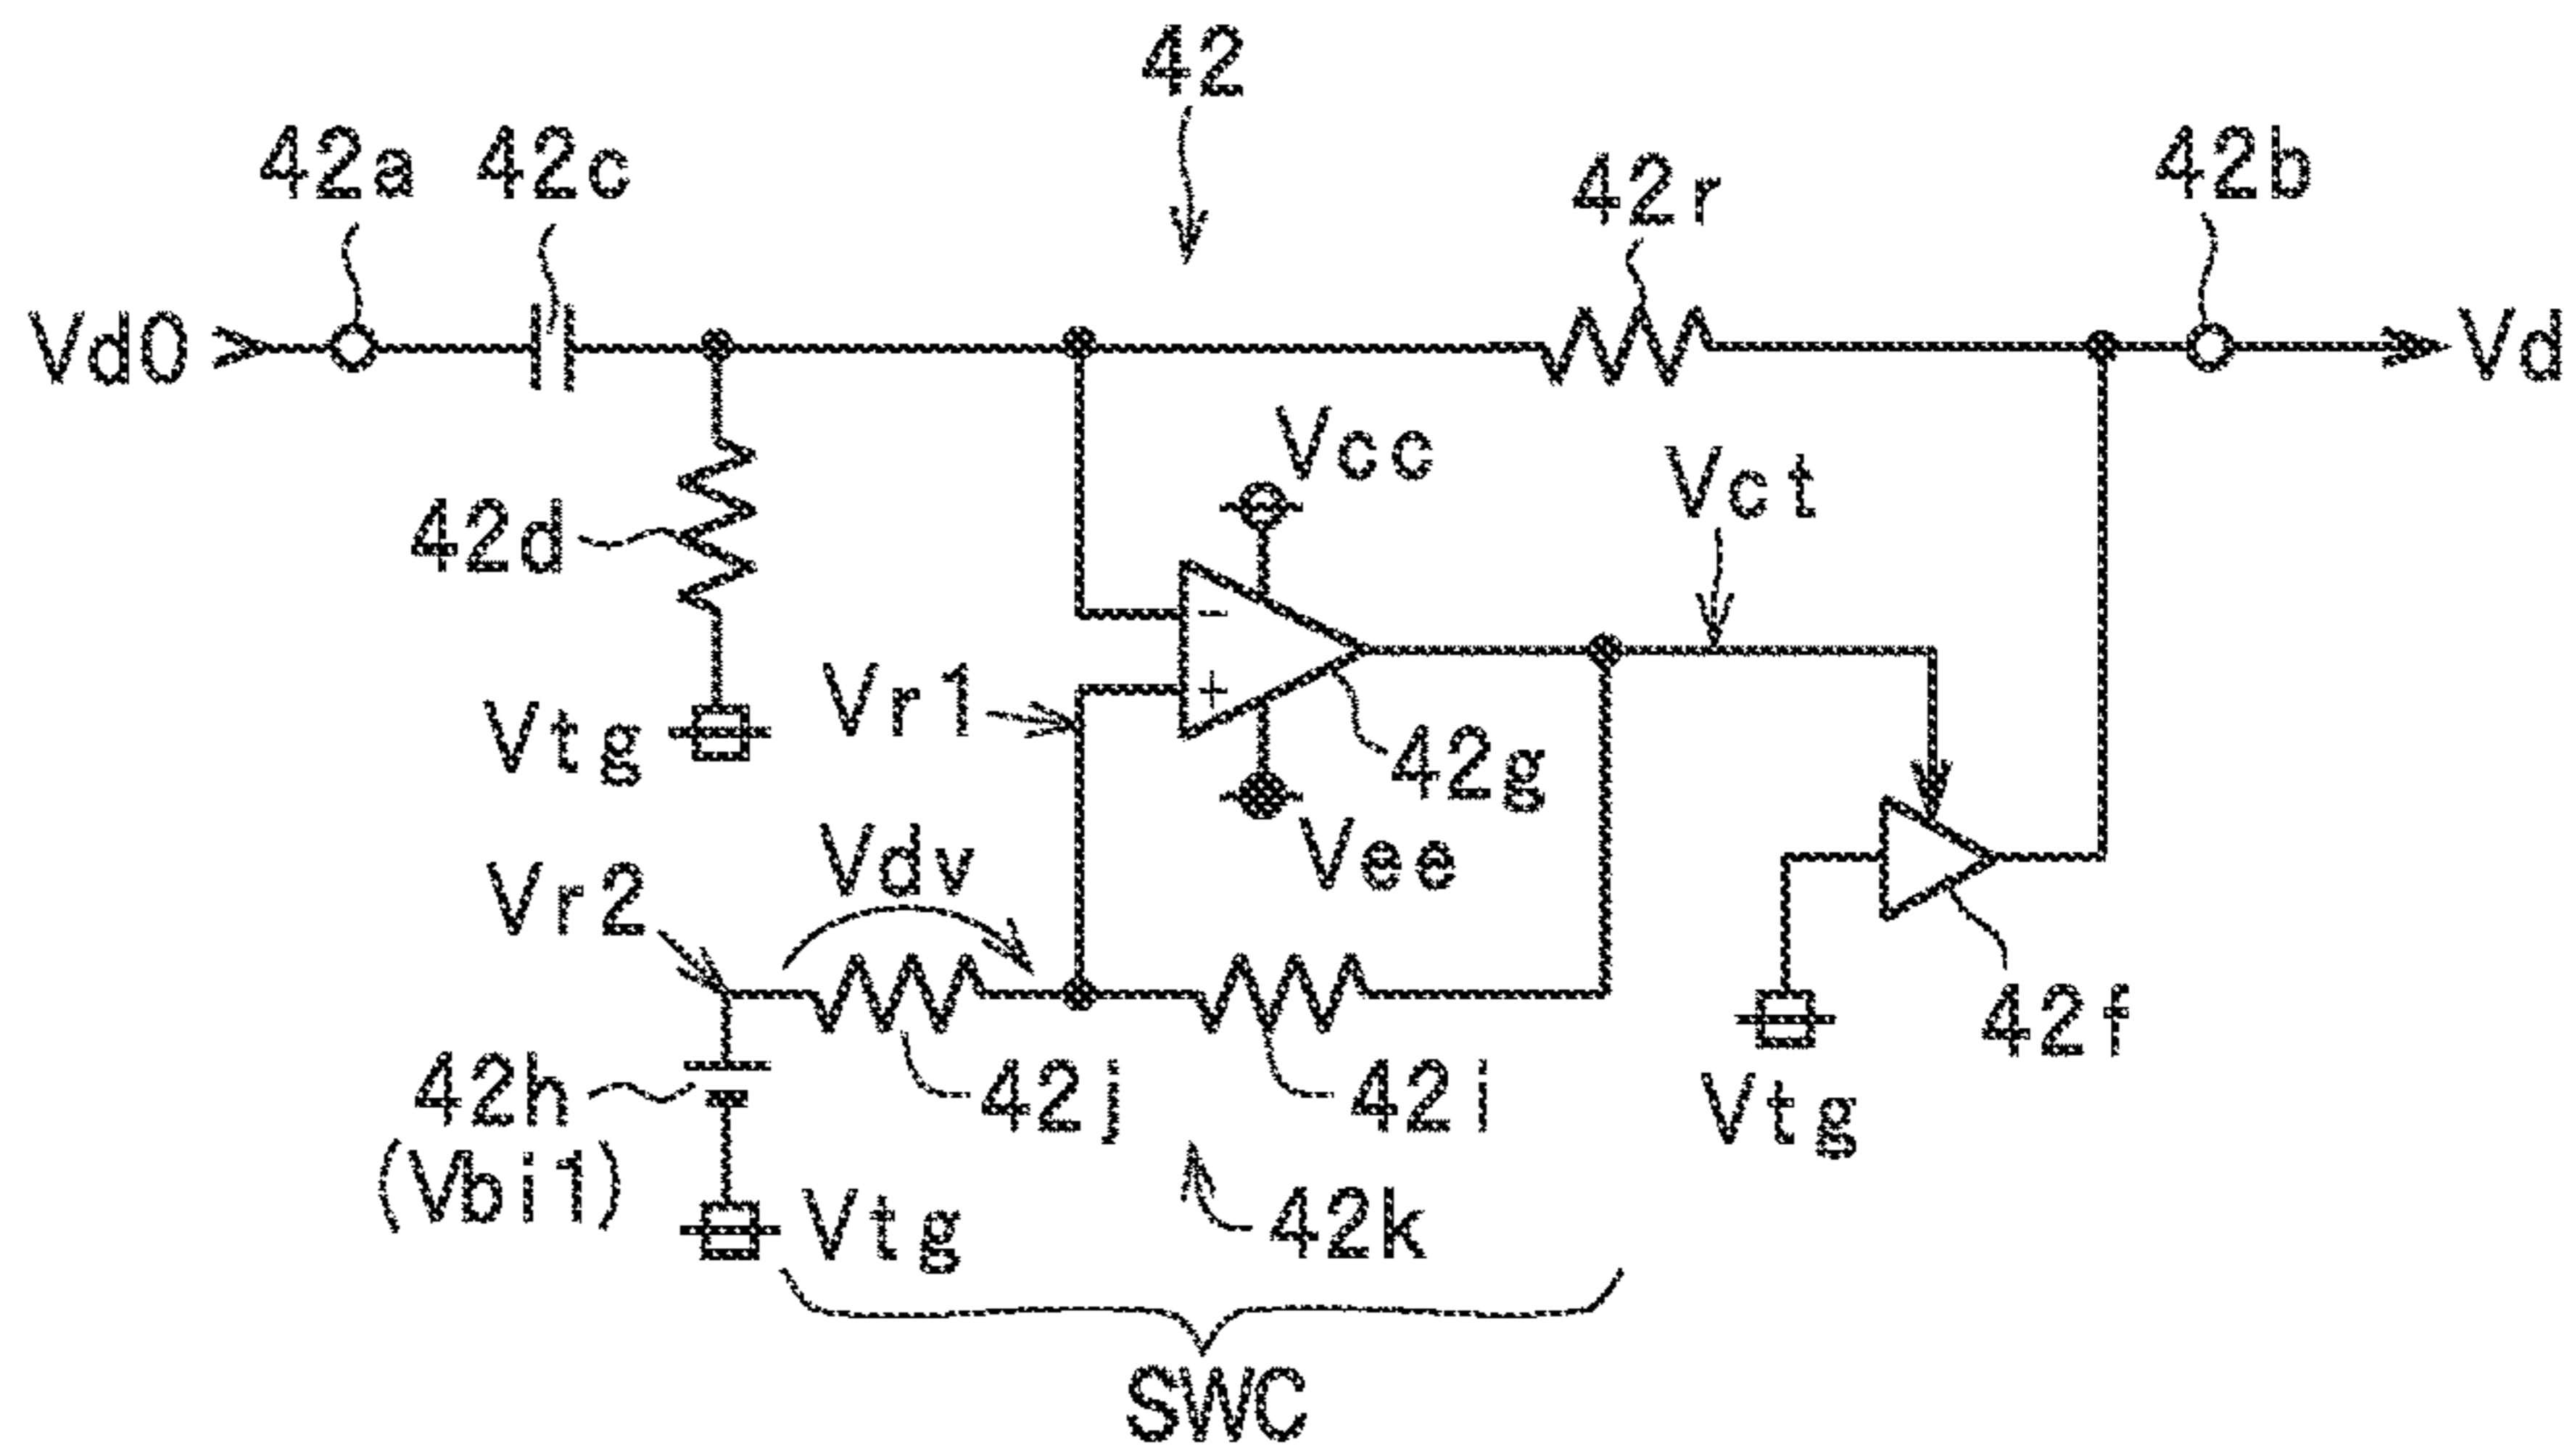 42
42a
42c
42r
42b
Vd0
Vd
Vcc
Vct
42d
-
Vr1
+
Vtg
42g
Vdv
Vee
Vr2
42f
42h
42j
42i
Vtg
(Vbi1)
Vtg
42k
SWC